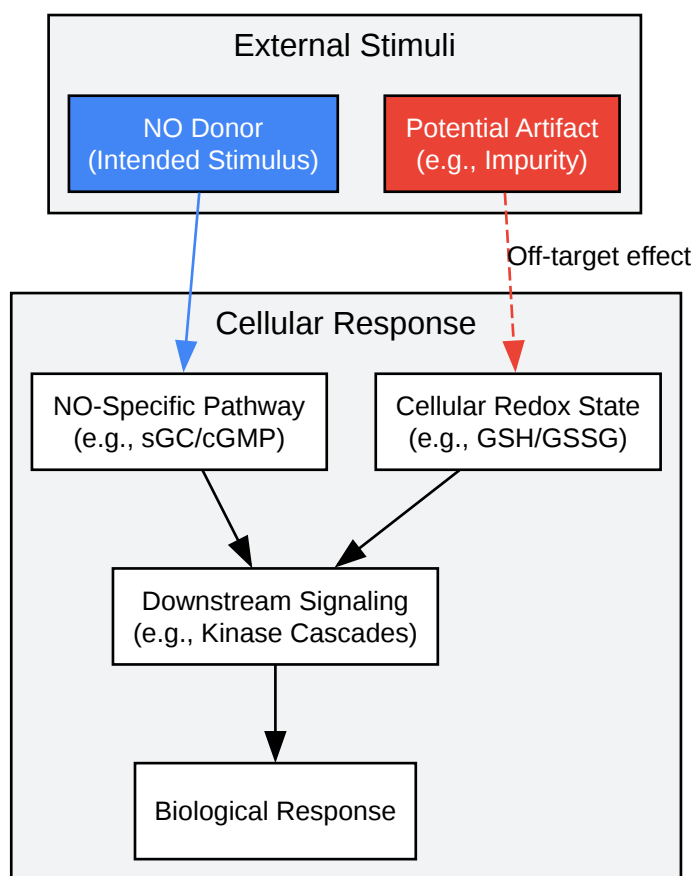 External Stimuli
NO Donor
(Intended Stimulus)
Potential Artifact
(e.g., Impurity)
Off-target effect
Cellular Response
NO-Specific Pathway
(e.g., sGC/cGMP)
Cellular Redox State
(e.g., GSH/GSSG)
Downstream Signaling
(e.g., Kinase Cascades)
Biological Response